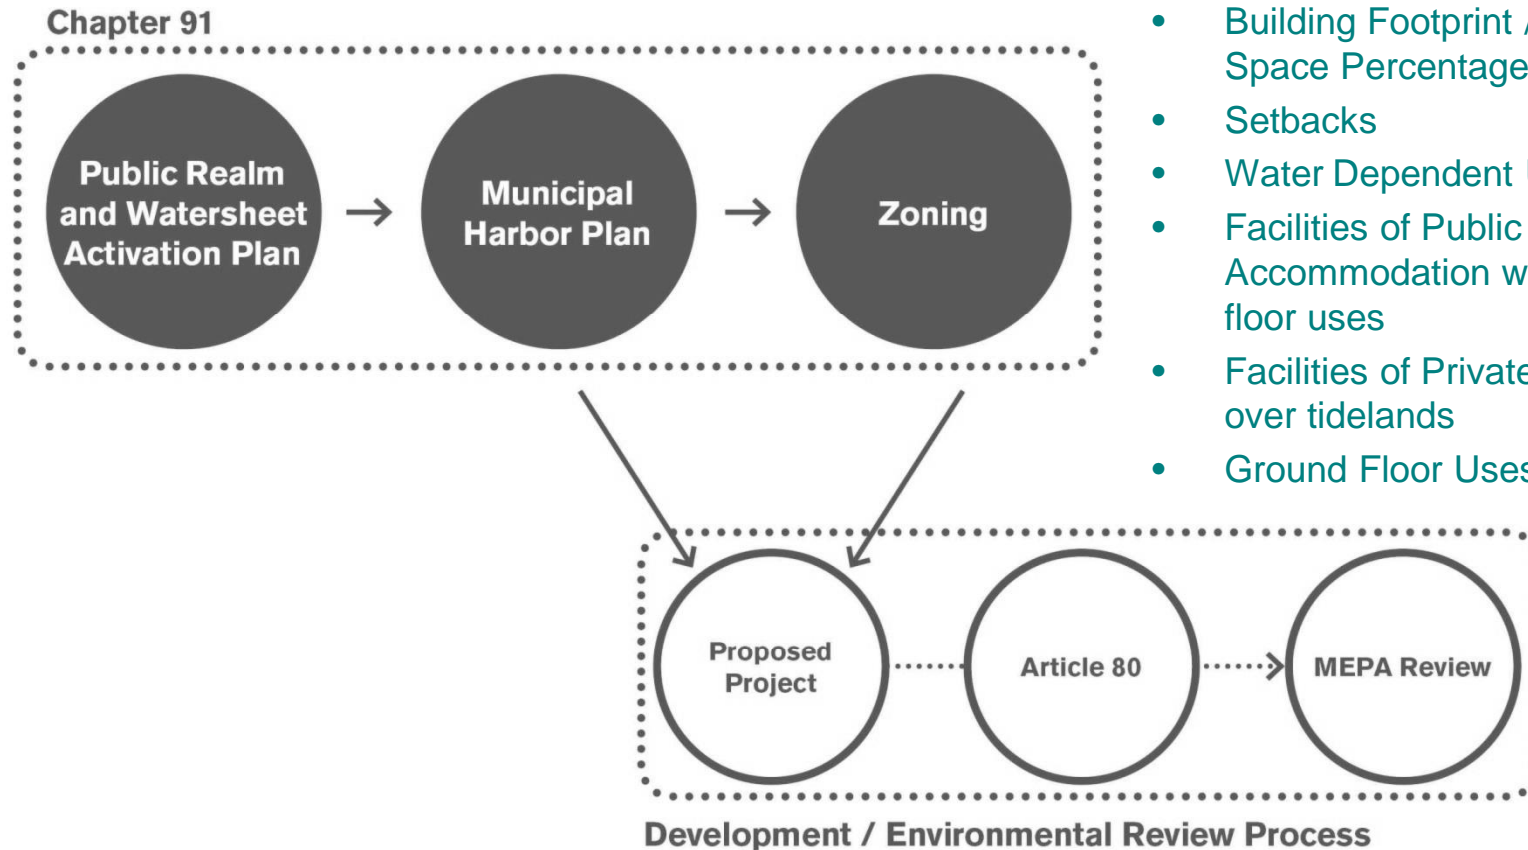 Chapter 91
Public Realm
and Watersheet
Activation Plan
Municipal
Harbor Plan
Zoning
• Building Footprint /
Space Percentage
• Setbacks
• Water Dependent
• Facilities of Public
Accommodation
floor uses
• Facilities of Private
over tidelands
• Ground Floor Uses
Proposed
Project
Article 80
MEPA Review
Development / Environmental Review Process